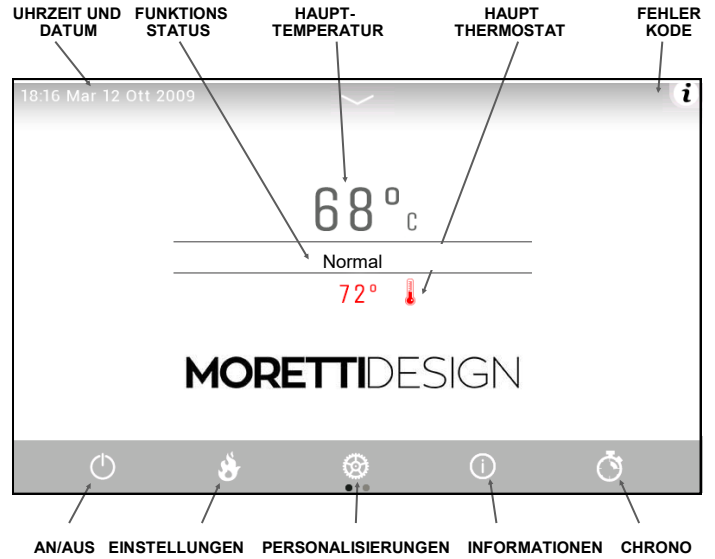 UHRZEIT UND
DATUM
FUNKTIONS
STATUS
HAUPT-
TEMPERATUR
HAUPT
THERMOSTAT
FEHLER
KODE
18:16 Mar 12 Ott 2009
i
68° C
Normal
72°
MORETTIDESIGN
AN/AUS EINSTELLUNGEN PERSONALISIERUNGEN INFORMATIONEN CHRONO